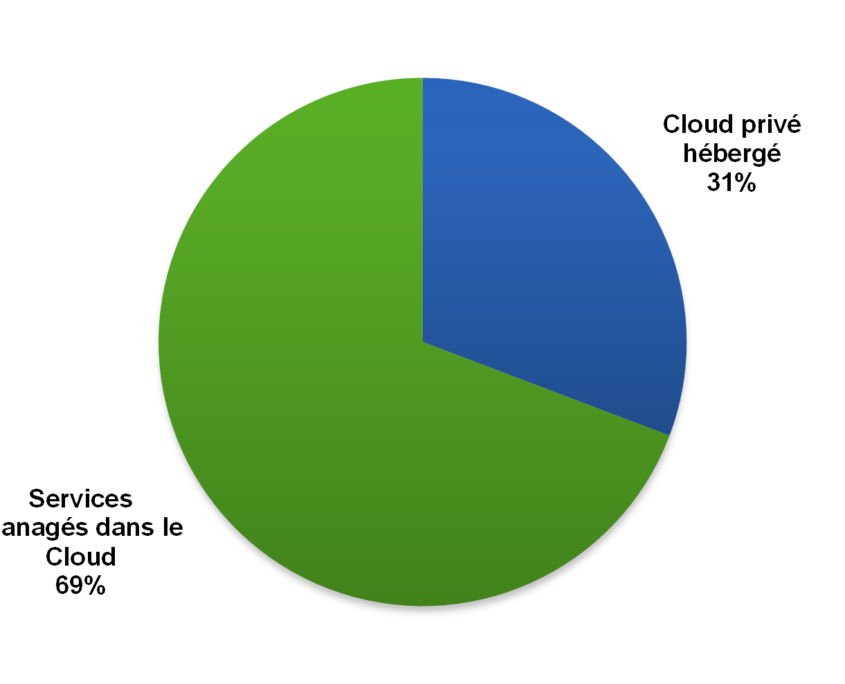 Cloud privé
hébergé
31%
Services
anagés dans le
Cloud
69%